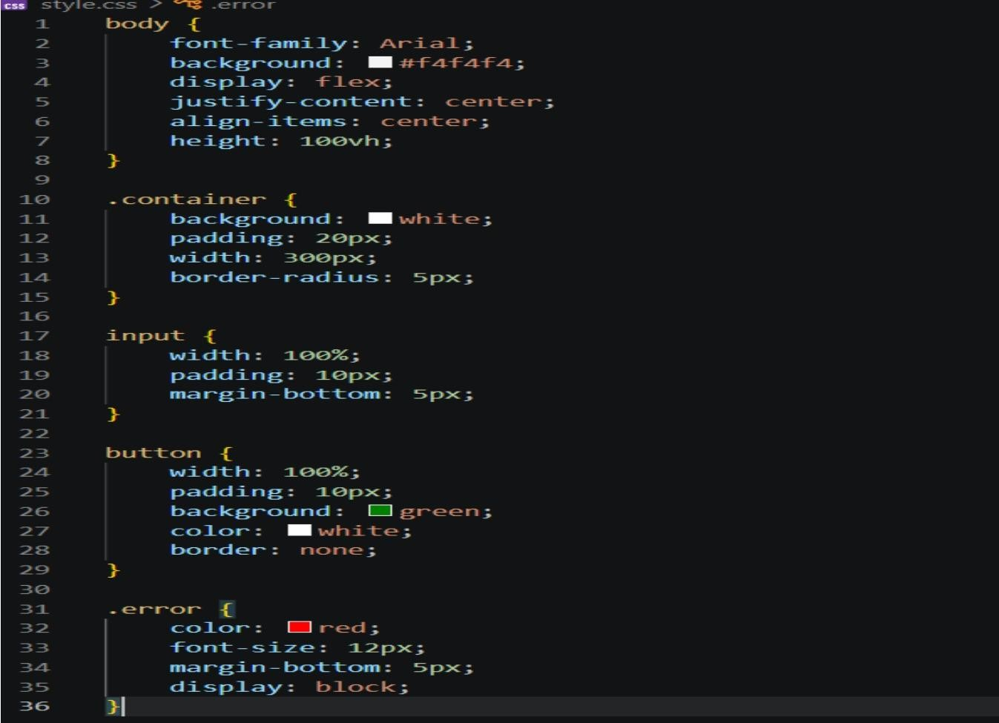 css style.css > .error
1 body {
2 font-family: Arial;
3 background: #f4f4f4;
4 display: flex;
5 justify-content: center;
6 align-items: center;
7 height: 100vh;
8 }
9
10 .container {
11 background: white;
12 padding: 20px;
13 width: 300px;
14 border-radius: 5px;
15 }
16
17 input {
18 width: 100%;
19 padding: 10px;
20 margin-bottom: 5px;
21 }
22
23 button {
24 width: 100%;
25 padding: 10px;
26 background: green;
27 color: white;
28 border: none;
29 }
30
31 .error {
32 color: red;
33 font-size: 12px;
34 margin-bottom: 5px;
35 display: block;
36 }